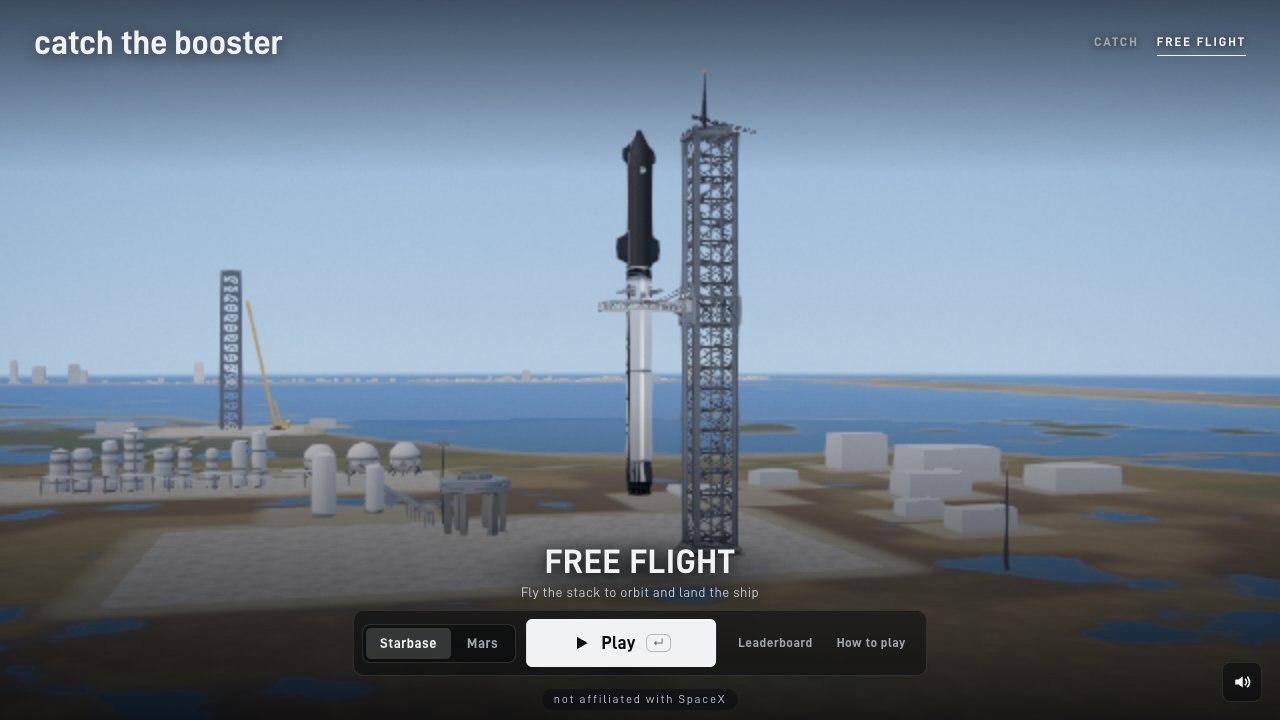 catch the booster
CATCH
FREE FLIGHT
FREE FLIGHT
Fly the stack to orbit and land the ship
Starbase
Mars
Play
Leaderboard
How to play
not affiliated with SpaceX